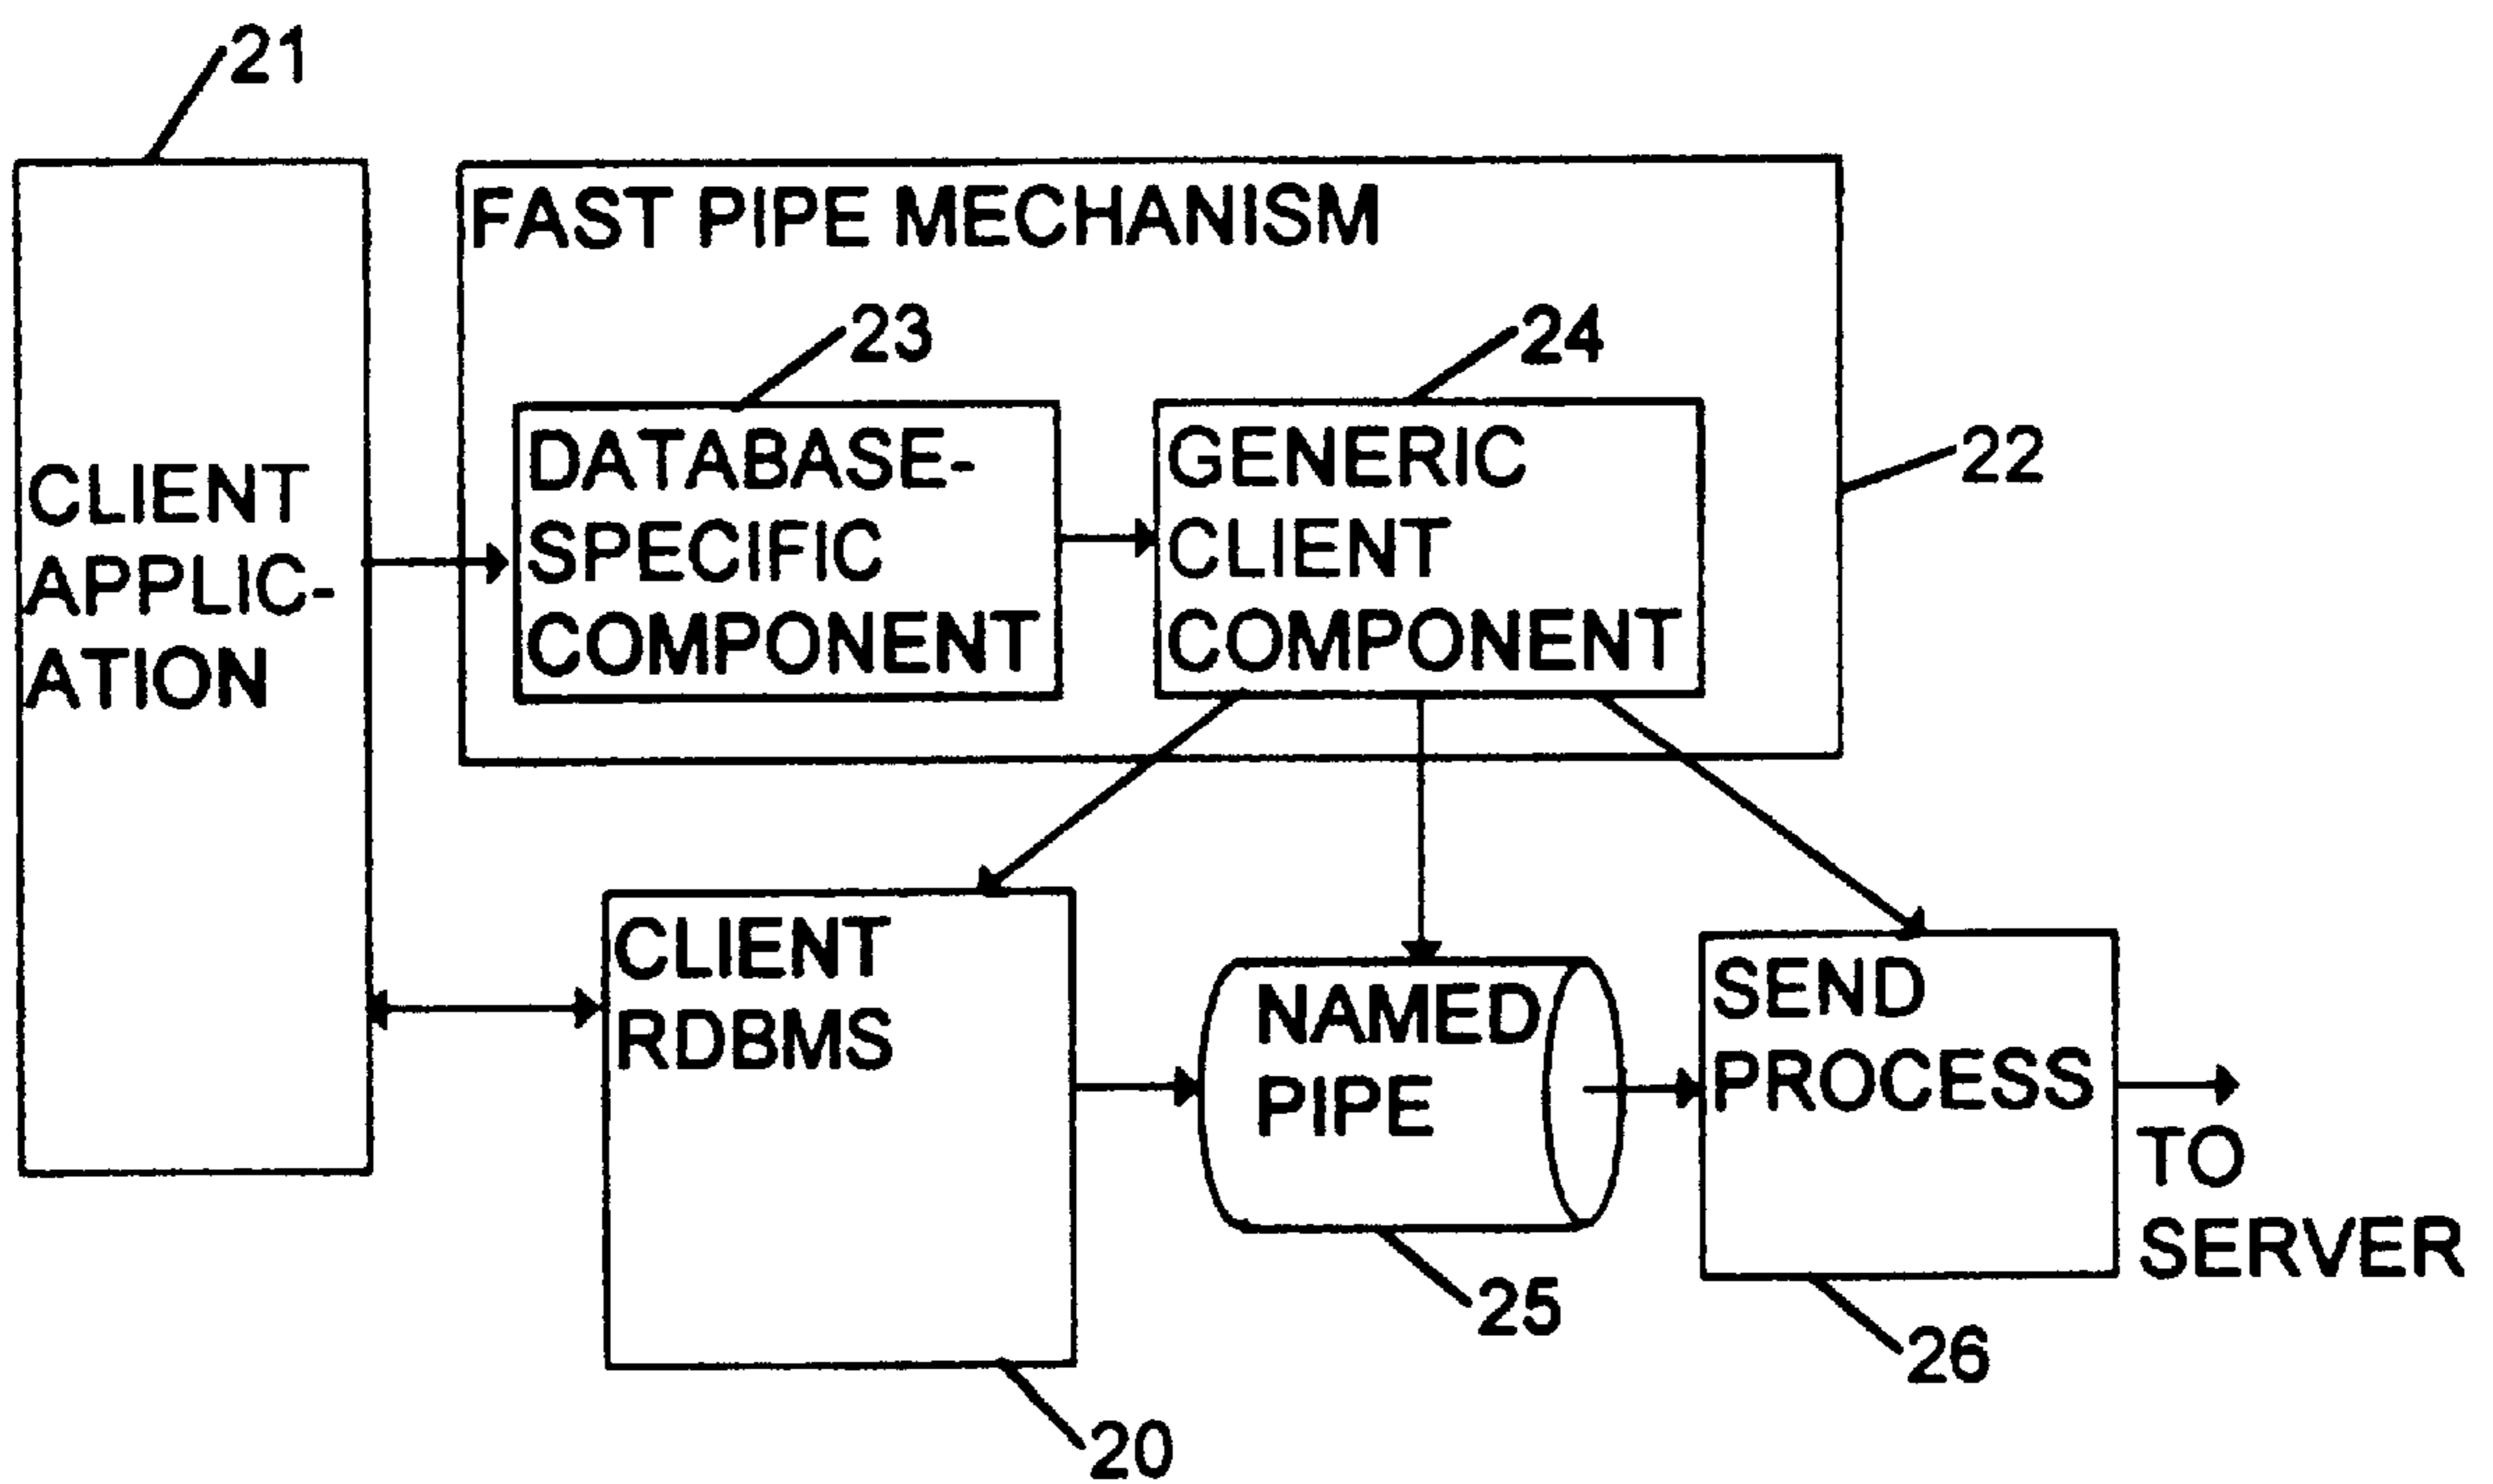 21
FAST PIPE MECHANISM
23
24
DATABASE-
SPECIFIC
COMPONENT
GENERIC
CLIENT
COMPONENT
22
CLIENT
APPLIC-
ATION
CLIENT
RDBMS
NAMED
PIPE
SEND
PROCESS
TO
SERVER
25
26
20